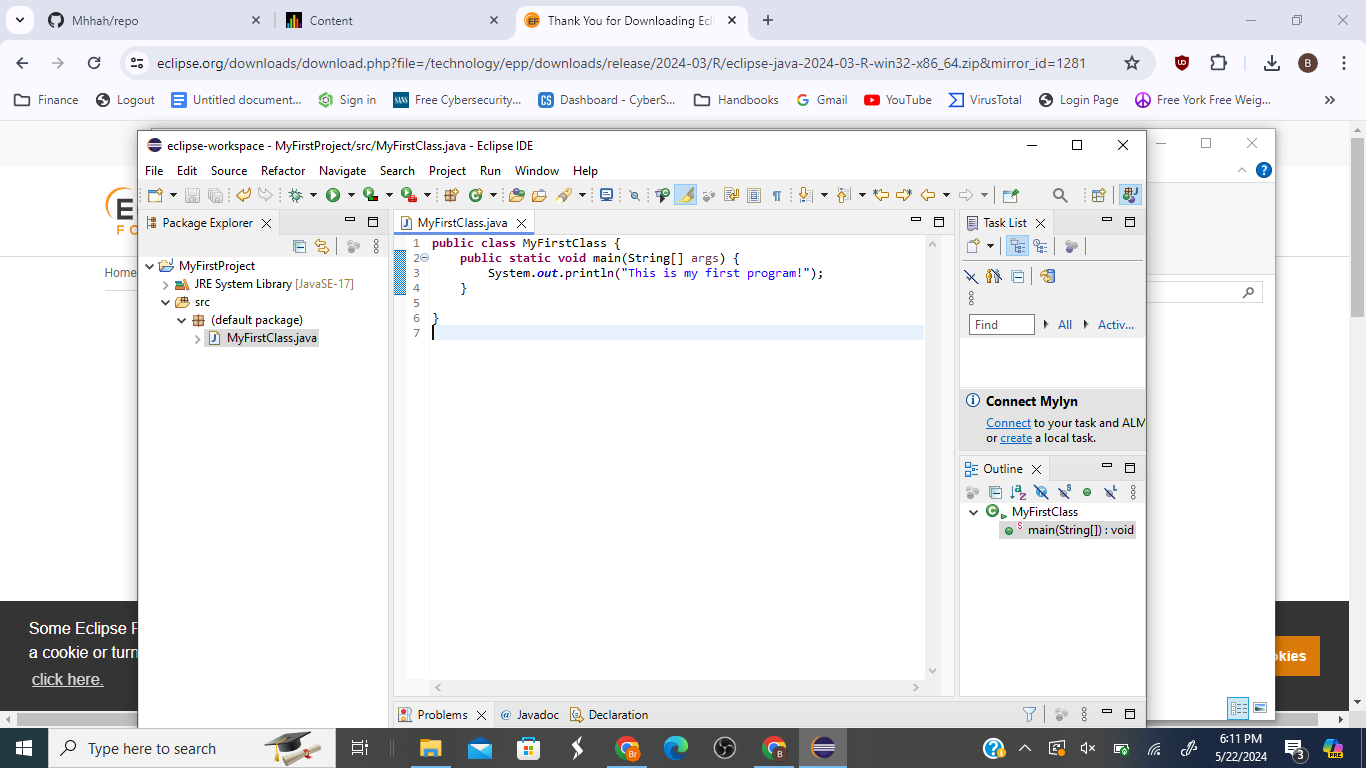 Mhhah/repo
Content
Thank You for Downloading Ecl
eclipse.org/downloads/download.php?file=/technology/epp/downloads/release/2024-03/R/eclipse-java-2024-03-R-win32-x86_64.zip&mirror_id=1281
B
Finance
Logout
Untitled document...
Sign in
Free Cybersecurity...
Dashboard - CyberS...
Handbooks
Gmail
YouTube
VirusTotal
Login Page
Free York Free Weig...
eclipse-workspace - MyFirstProject/src/MyFirstClass.java - Eclipse IDE
File Edit Source Refactor Navigate Search Project Run Window Help
Package Explorer
MyFirstProject
JRE System Library [JavaSE-17]
src
(default package)
MyFirstClass.java
MyFirstClass.java
1 public class MyFirstClass {
2 public static void main(String[] args) {
3 System.out.println("This is my first program!");
4 }
5
6 }
7
Task List
Find
All
Activ...
Connect Mylyn
Connect to your task and ALM
or create a local task.
Outline
MyFirstClass
main(String[]) : void
Problems
@ Javadoc
Declaration
Home
Some Eclipse F
a cookie or turn
click here.
okies
Type here to search
6:11 PM
5/22/2024
3